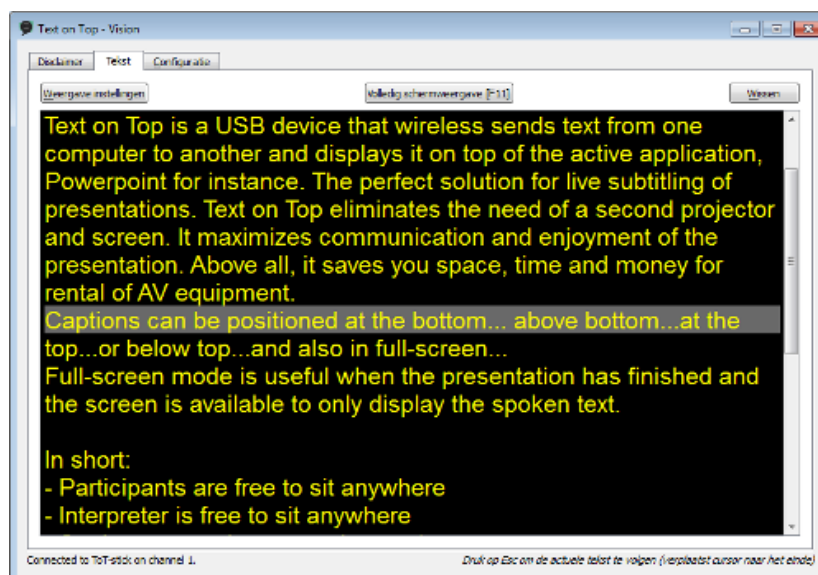 Text on Top - Vision
Disclaimer Tekst Configuratie
Weergave instellingen Volledig schermweergave [F11] Wissen
Text on Top is a USB device that wireless sends text from one
computer to another and displays it on top of the active application,
Powerpoint for instance. The perfect solution for live subtitling of
presentations. Text on Top eliminates the need of a second projector
and screen. It maximizes communication and enjoyment of the
presentation. Above all, it saves you space, time and money for
rental of AV equipment.
Captions can be positioned at the bottom... above bottom...at the
top...or below top...and also in full-screen...
Full-screen mode is useful when the presentation has finished and
the screen is available to only display the spoken text.
In short:
- Participants are free to sit anywhere
- Interpreter is free to sit anywhere
Connected to ToT-stick on channel 1. Druk op Esc om de actuele tekst te volgen (verplaatst cursor naar het einde)